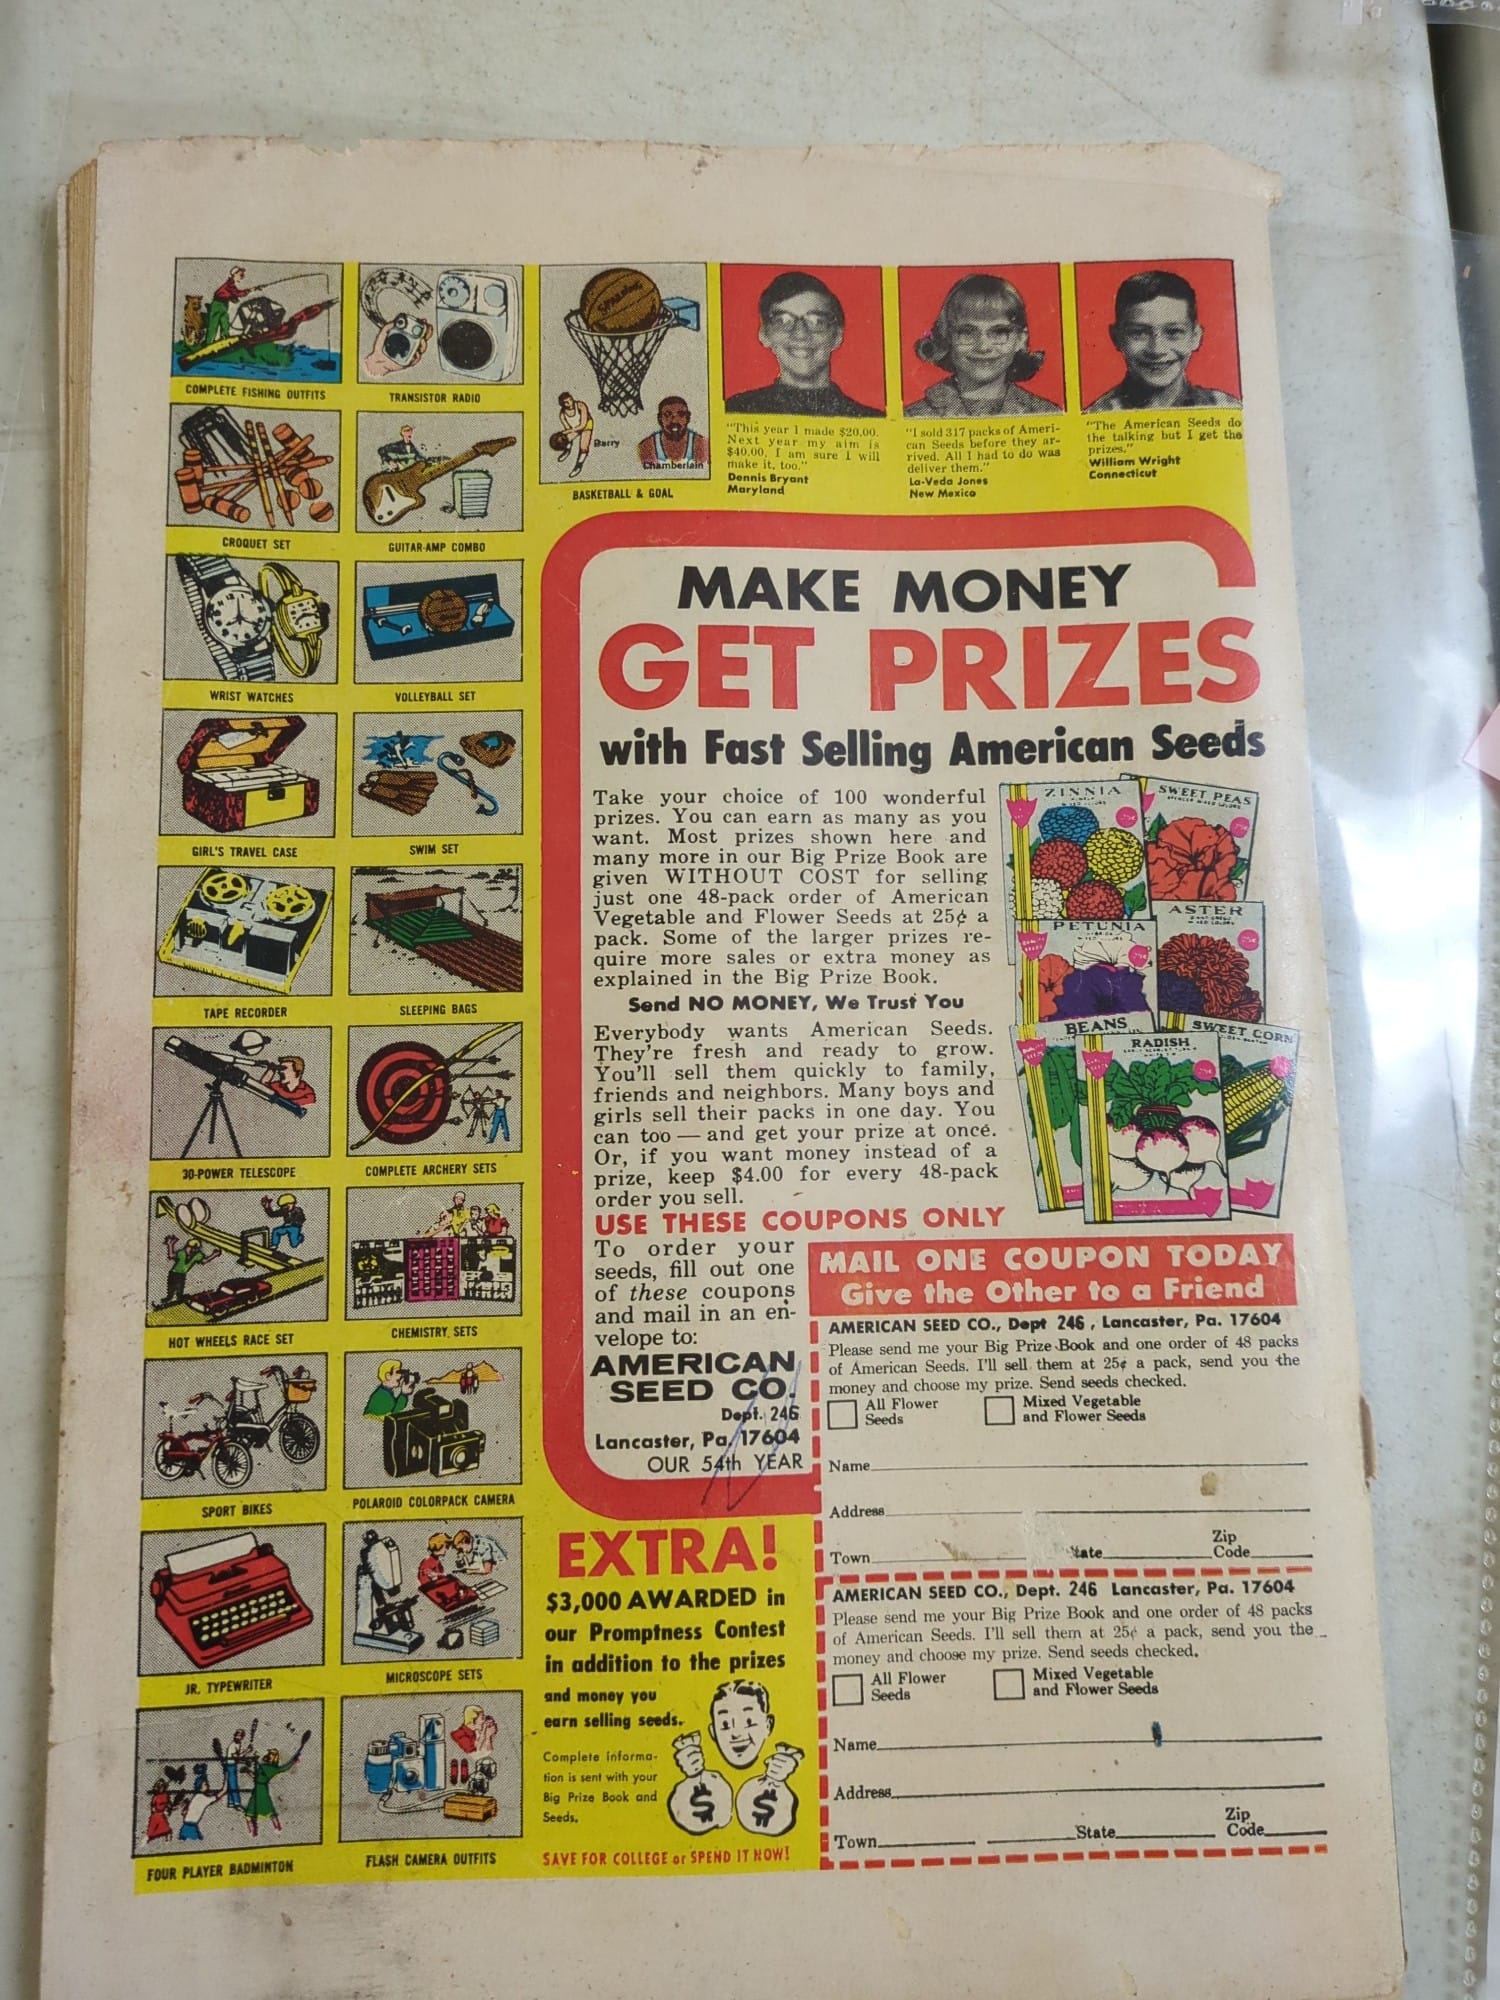 COMPLETE FISHING OUTFITS
TRANSISTOR RADIO
SPALDING
Barry
Chamberlain
BASKETBALL & GOAL
CROQUET SET
GUITAR-AMP COMBO
WRIST WATCHES
VOLLEYBALL SET
GIRL'S TRAVEL CASE
SWIM SET
TAPE RECORDER
SLEEPING BAGS
30-POWER TELESCOPE
COMPLETE ARCHERY SETS
HOT WHEELS RACE SET
CHEMISTRY SETS
SPORT BIKES
POLAROID COLORPACK CAMERA
JR. TYPEWRITER
MICROSCOPE SETS
FOUR PLAYER BADMINTON
FLASH CAMERA OUTFITS
"This year I made $20.00.
Next year my aim is
$40.00, I am sure I will
make it, too."
Dennis Bryant
Maryland
"I sold 317 packs of Ameri-
can Seeds before they ar-
rived. All I had to do was
deliver them."
La-Veda Jones
New Mexico
"The American Seeds do
the talking but I get the
prizes."
William Wright
Connecticut
MAKE MONEY
GET PRIZES
with Fast Selling American Seeds
Take your choice of 100 wonderful
prizes. You can earn as many as you
want. Most prizes shown here and
many more in our Big Prize Book are
given WITHOUT COST for selling
just one 48-pack order of American
Vegetable and Flower Seeds at 25¢ a
pack. Some of the larger prizes re-
quire more sales or extra money as
explained in the Big Prize Book.
Send NO MONEY, We Trust You
Everybody wants American Seeds.
They're fresh and ready to grow.
You'll sell them quickly to family,
friends and neighbors. Many boys and
girls sell their packs in one day. You
can too — and get your prize at once.
Or, if you want money instead of a
prize, keep $4.00 for every 48-pack
order you sell.
ZINNIA
SWEET PEAS
PETUNIA
ASTER
BEANS
RADISH
SWEET CORN
USE THESE COUPONS ONLY
To order your
seeds, fill out one
of these coupons
and mail in an en-
velope to:
AMERICAN
SEED CO.
Dept. 246
Lancaster, Pa. 17604
OUR 54th YEAR
MAIL ONE COUPON TODAY
Give the Other to a Friend
AMERICAN SEED CO., Dept 246, Lancaster, Pa. 17604
Please send me your Big Prize Book and one order of 48 packs
of American Seeds. I'll sell them at 25¢ a pack, send you the
money and choose my prize. Send seeds checked.
All Flower Seeds
Mixed Vegetable and Flower Seeds
Name
Address
Town State Zip Code
AMERICAN SEED CO., Dept. 246 Lancaster, Pa. 17604
Please send me your Big Prize Book and one order of 48 packs
of American Seeds. I'll sell them at 25¢ a pack, send you the
money and choose my prize. Send seeds checked.
All Flower Seeds
Mixed Vegetable and Flower Seeds
Name
Address
Town State Zip Code
EXTRA!
$3,000 AWARDED in
our Promptness Contest
in addition to the prizes
and money you
earn selling seeds.
Complete informa-
tion is sent with your
Big Prize Book and
Seeds.
$ $
SAVE FOR COLLEGE or SPEND IT NOW!